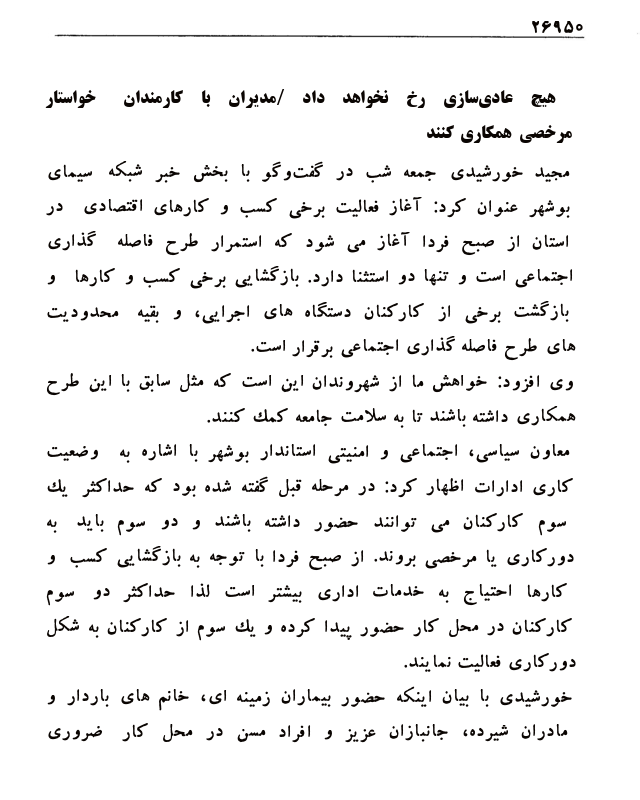 ۲۶۹۵۰
هیچ عادی‌سازی رخ نخواهد داد /مدیران با کارمندان خواستار
مرخصی همکاری کنند
مجید خورشیدی جمعه شب در گفت‌وگو با بخش خبر شبکه سیمای
بوشهر عنوان کرد: آغاز فعالیت برخی کسب و کارهای اقتصادی در
استان از صبح فردا آغاز می شود که استمرار طرح فاصله گذاری
اجتماعی است و تنها دو استثنا دارد. بازگشایی برخی کسب و کارها و
بازگشت برخی از کارکنان دستگاه های اجرایی، و بقیه محدودیت
های طرح فاصله گذاری اجتماعی برقرار است.
وی افزود: خواهش ما از شهروندان این است که مثل سابق با این طرح
همکاری داشته باشند تا به سلامت جامعه کمک کنند.
معاون سیاسی، اجتماعی و امنیتی استاندار بوشهر با اشاره به وضعیت
کاری ادارات اظهار کرد: در مرحله قبل گفته شده بود که حداکثر یک
سوم کارکنان می توانند حضور داشته باشند و دو سوم باید به
دورکاری یا مرخصی بروند. از صبح فردا با توجه به بازگشایی کسب و
کارها احتیاج به خدمات اداری بیشتر است لذا حداکثر دو سوم
کارکنان در محل کار حضور پیدا کرده و یک سوم از کارکنان به شکل
دورکاری فعالیت نمایند.
خورشیدی با بیان اینکه حضور بیماران زمینه ای، خانم های باردار و
مادران شیرده، جانبازان عزیز و افراد مسن در محل کار ضروری